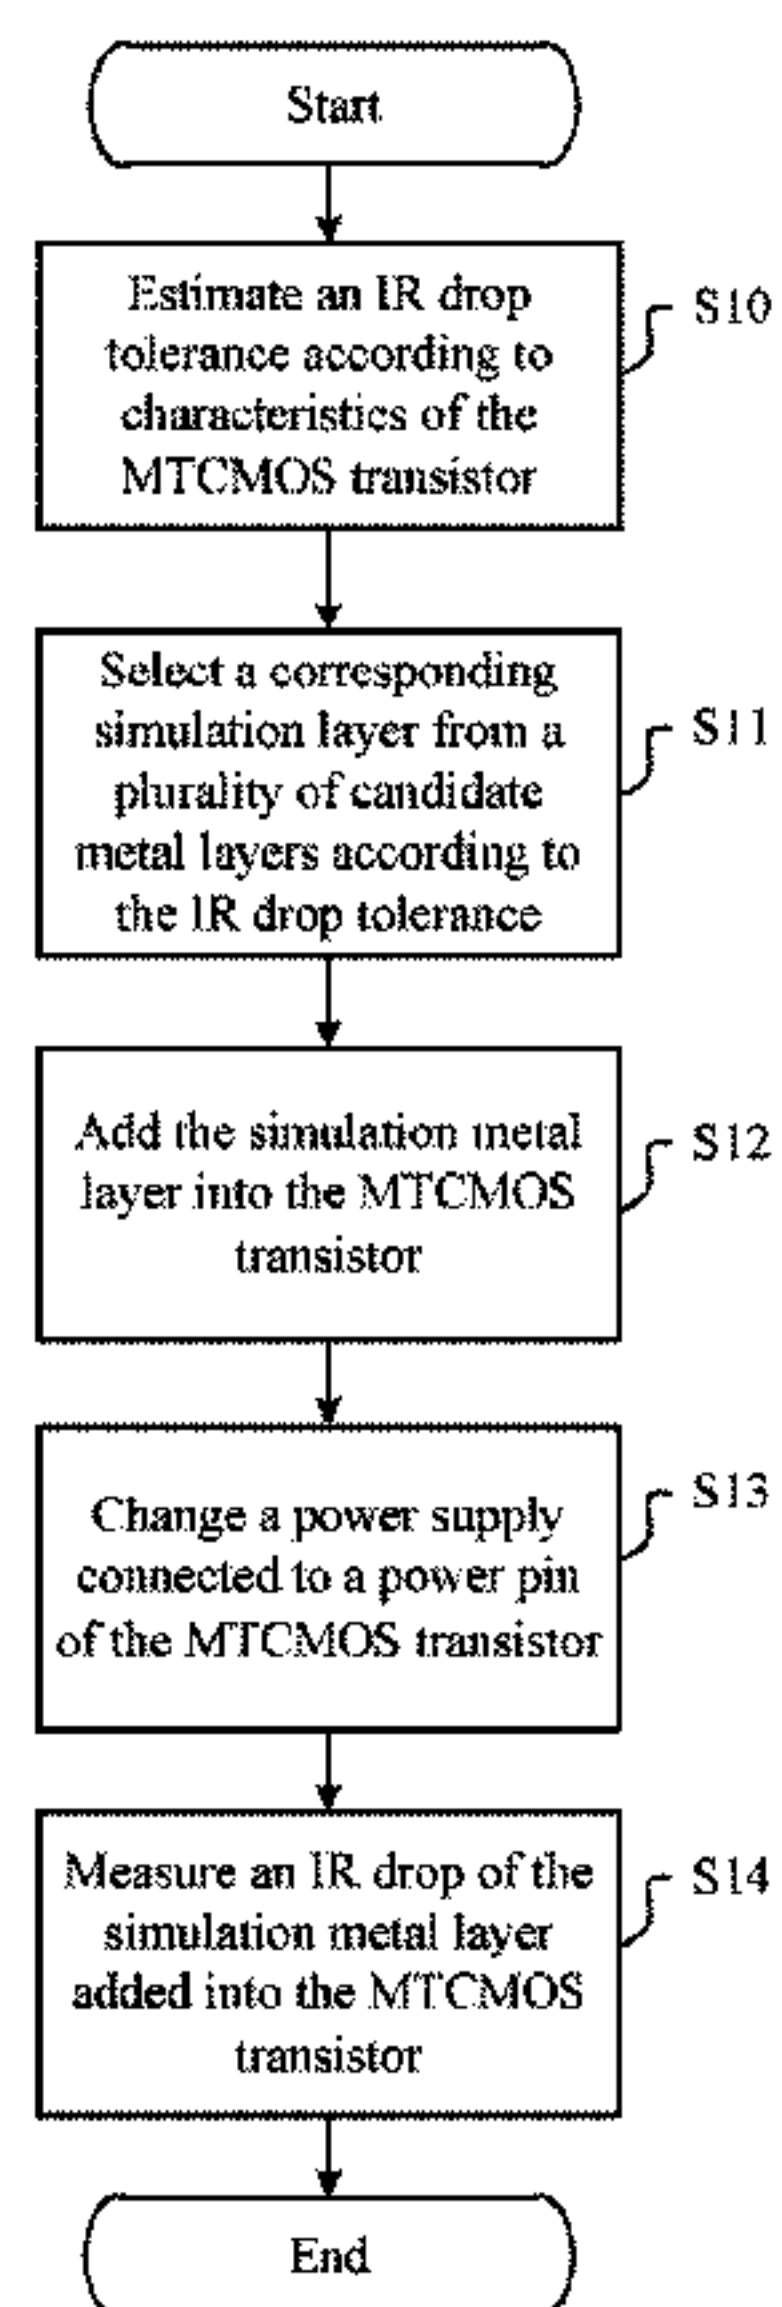 Start
Estimate an IR drop
tolerance according to
characteristics of the
MTCMOS transistor
S10
Select a corresponding
simulation layer from a
plurality of candidate
metal layers according to
the IR drop tolerance
S11
Add the simulation metal
layer into the MTCMOS
transistor
S12
Change a power supply
connected to a power pin
of the MTCMOS transistor
S13
Measure an IR drop of the
simulation metal layer
added into the MTCMOS
transistor
S14
End